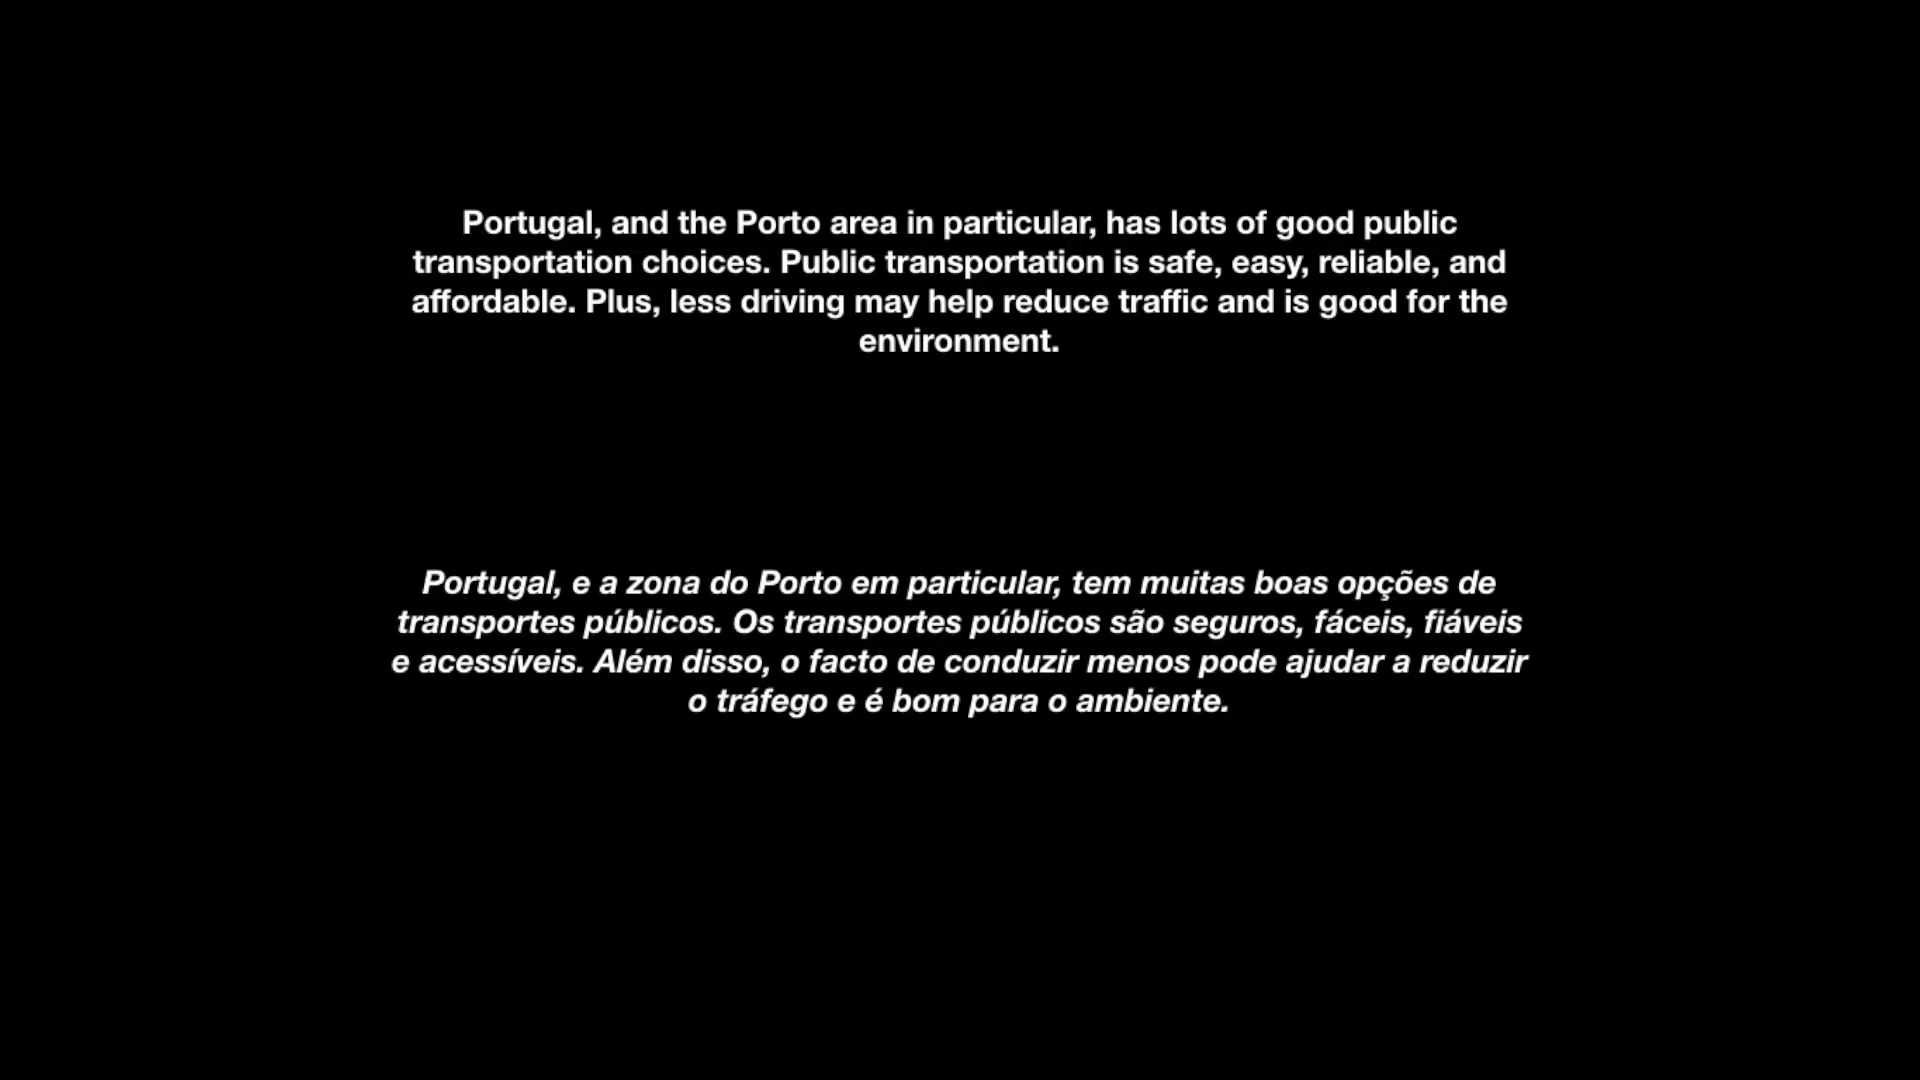 Portugal, and the Porto area in particular, has lots of good public
transportation choices. Public transportation is safe, easy, reliable, and
affordable. Plus, less driving may help reduce traffic and is good for the
environment.
Portugal, e a zona do Porto em particular, tem muitas boas opções de
transportes públicos. Os transportes públicos são seguros, fáceis, fiáveis
e acessíveis. Além disso, o facto de conduzir menos pode ajudar a reduzir
o tráfego e é bom para o ambiente.